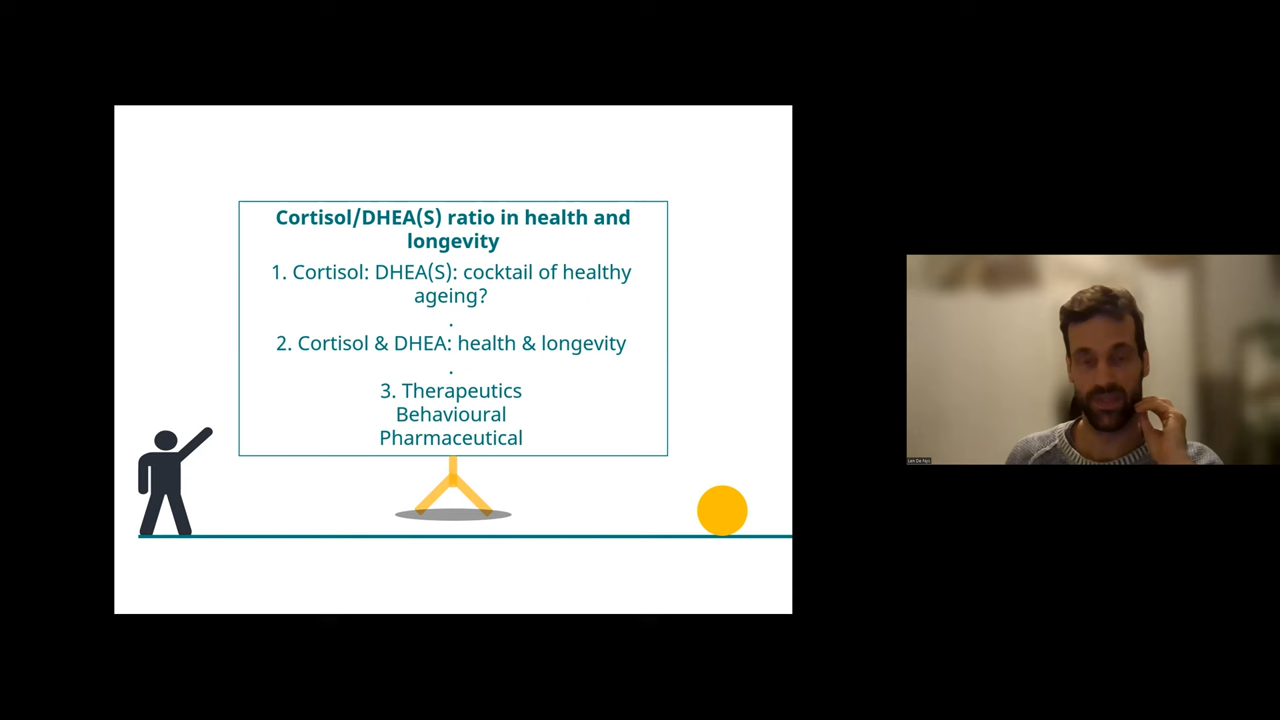 Cortisol/DHEA(S) ratio in health and
longevity
1. Cortisol: DHEA(S): cocktail of healthy
ageing?
.
2. Cortisol & DHEA: health & longevity
.
3. Therapeutics
Behavioural
Pharmaceutical